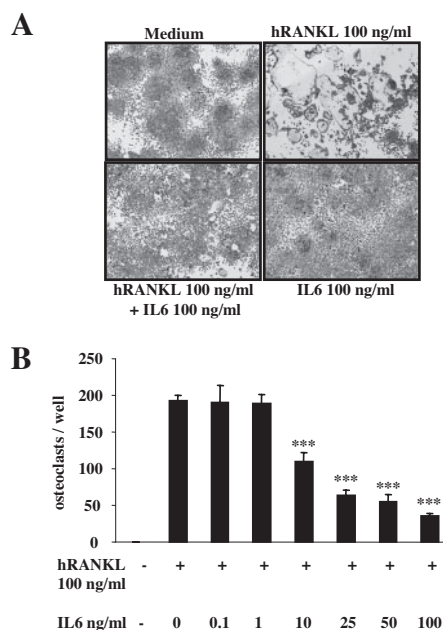 A
Medium hRANKL 100 ng/ml
hRANKL 100 ng/ml IL6 100 ng/ml
+ IL6 100 ng/ml
B
250
200
150
100
50
0
osteoclasts / well
*** *** *** ***
hRANKL - + + + + + + +
100 ng/ml
IL6 ng/ml - 0 0.1 1 10 25 50 100